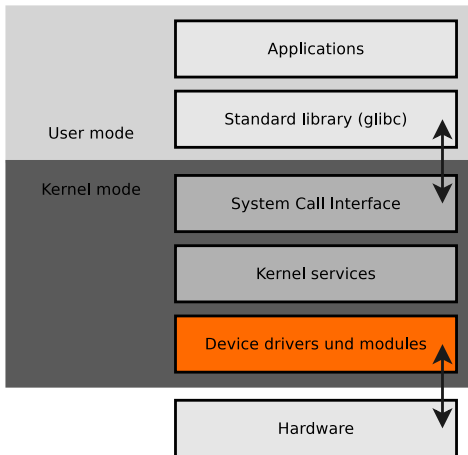 Applications
Standard library (glibc)
User mode
Kernel mode
System Call Interface
Kernel services
Device drivers und modules
Hardware